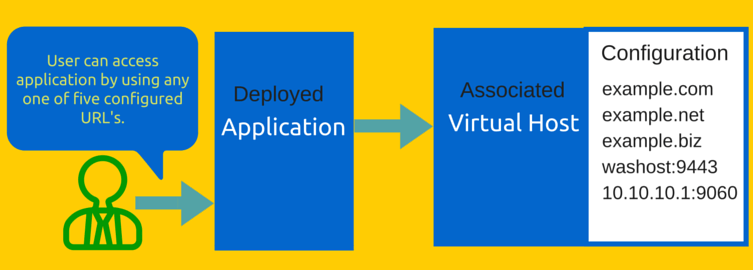 User can access
application by using any
one of five configured
URL's.
Deployed
Application
Associated
Virtual Host
Configuration
example.com
example.net
example.biz
washost:9443
10.10.10.1:9060